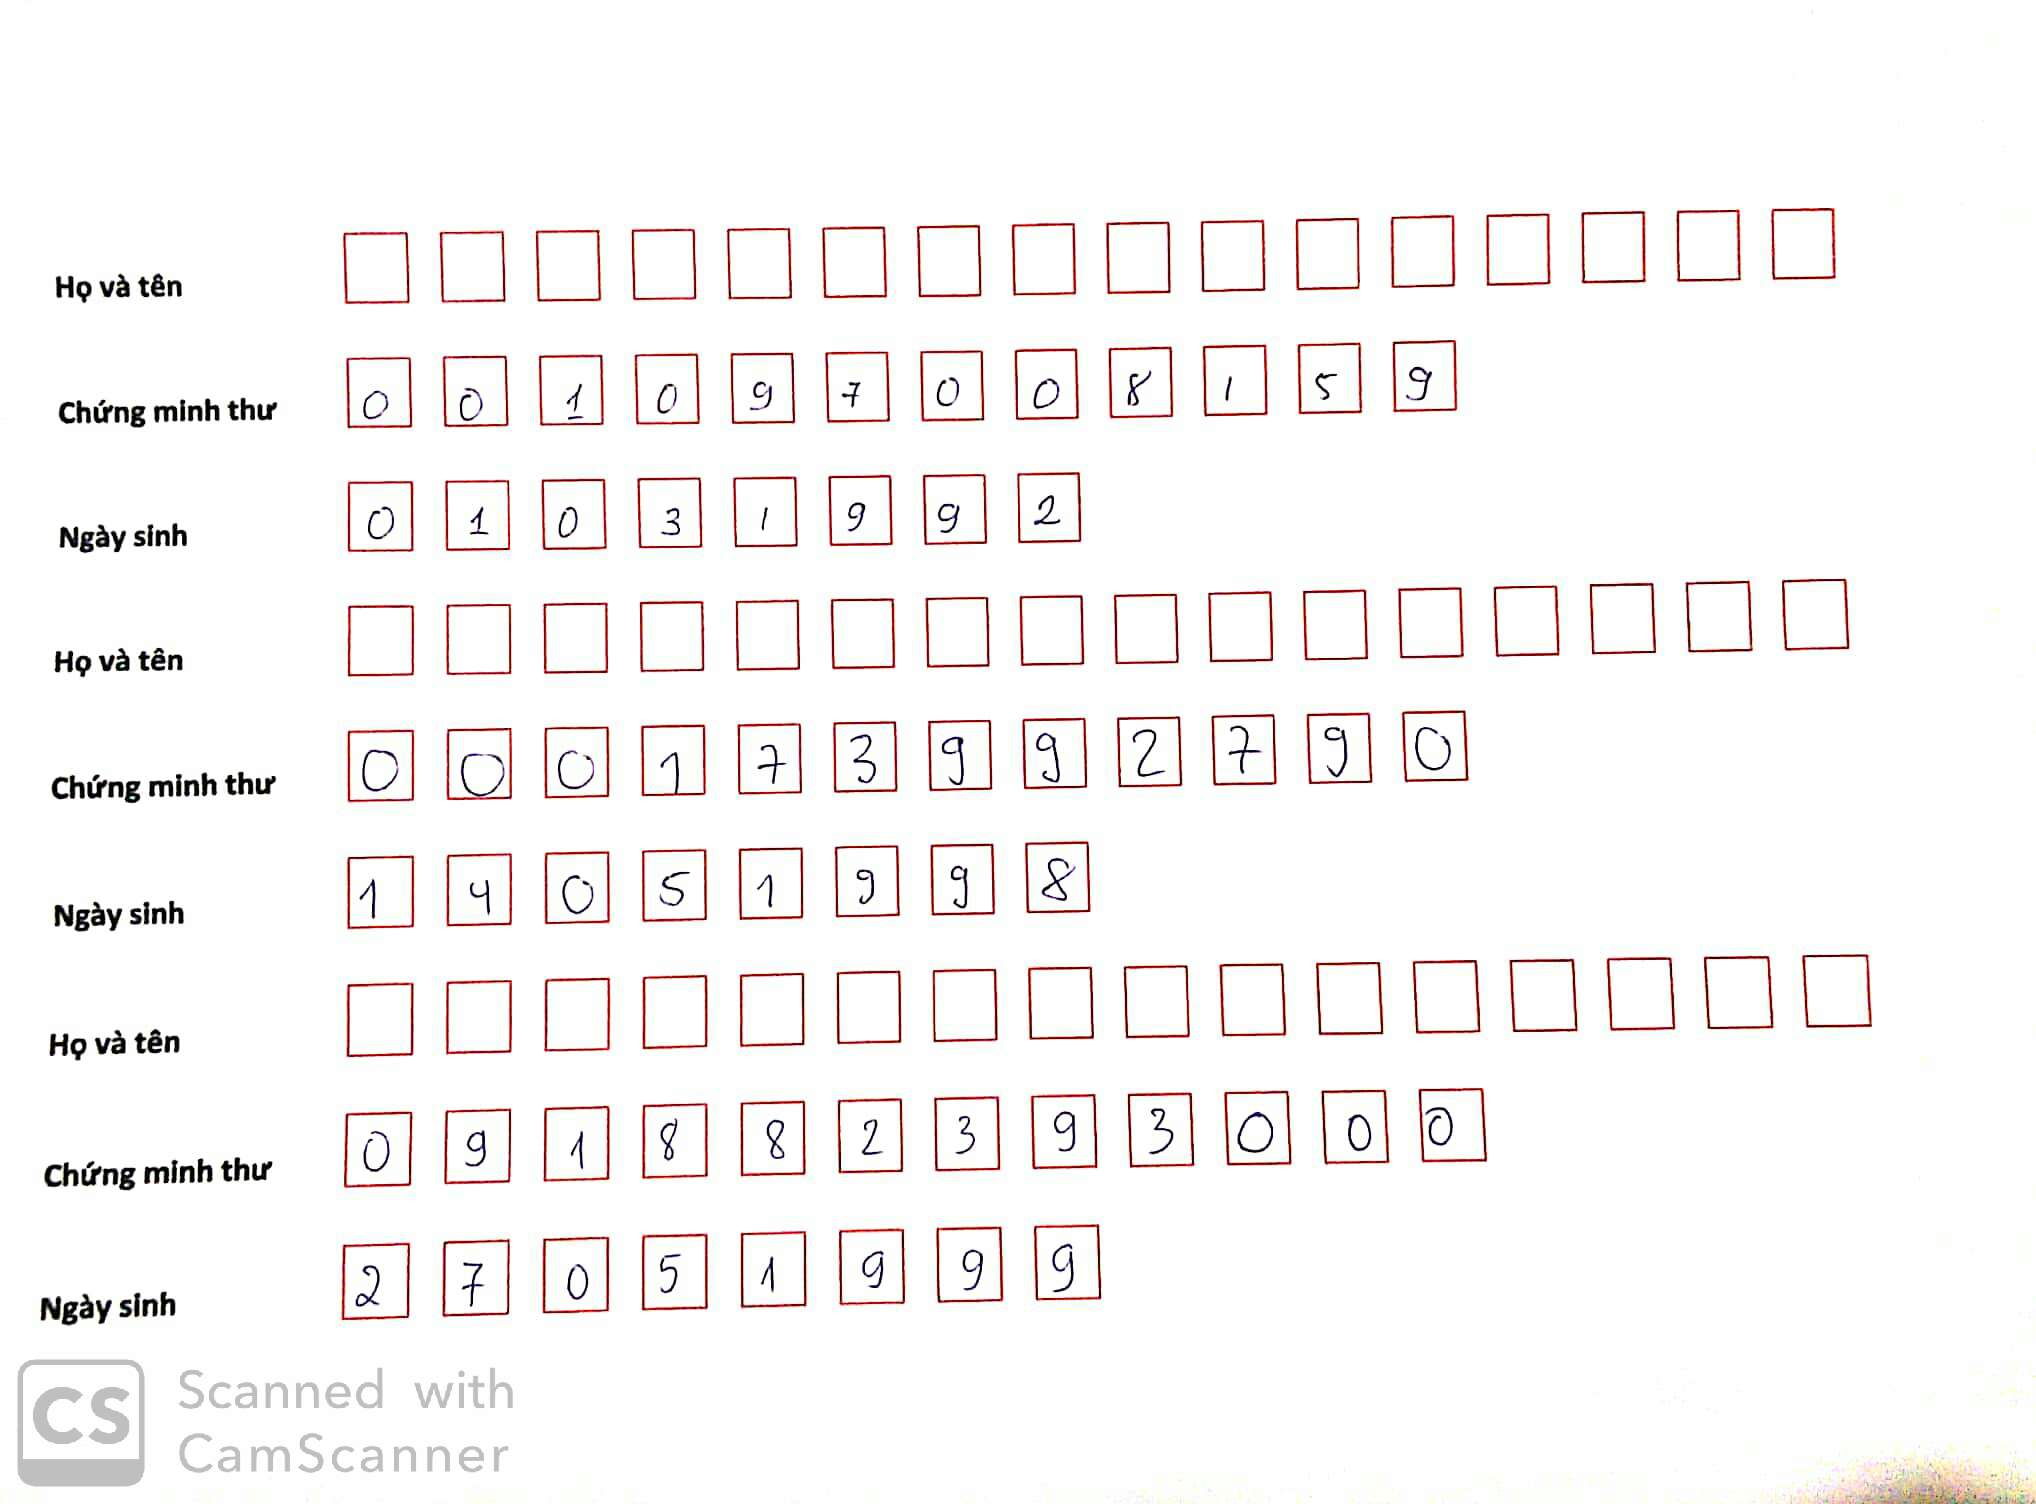 Họ và tên
Chứng minh thư 0 0 1 0 9 7 0 0 8 1 5 9
Ngày sinh 0 1 0 3 1 9 9 2
Họ và tên
Chứng minh thư 0 0 0 1 7 3 9 9 2 7 9 0
Ngày sinh 1 4 0 5 1 9 9 8
Họ và tên
Chứng minh thư 0 9 1 8 8 2 3 9 3 0 0 0
Ngày sinh 2 7 0 5 1 9 9 9
CS Scanned with
CamScanner